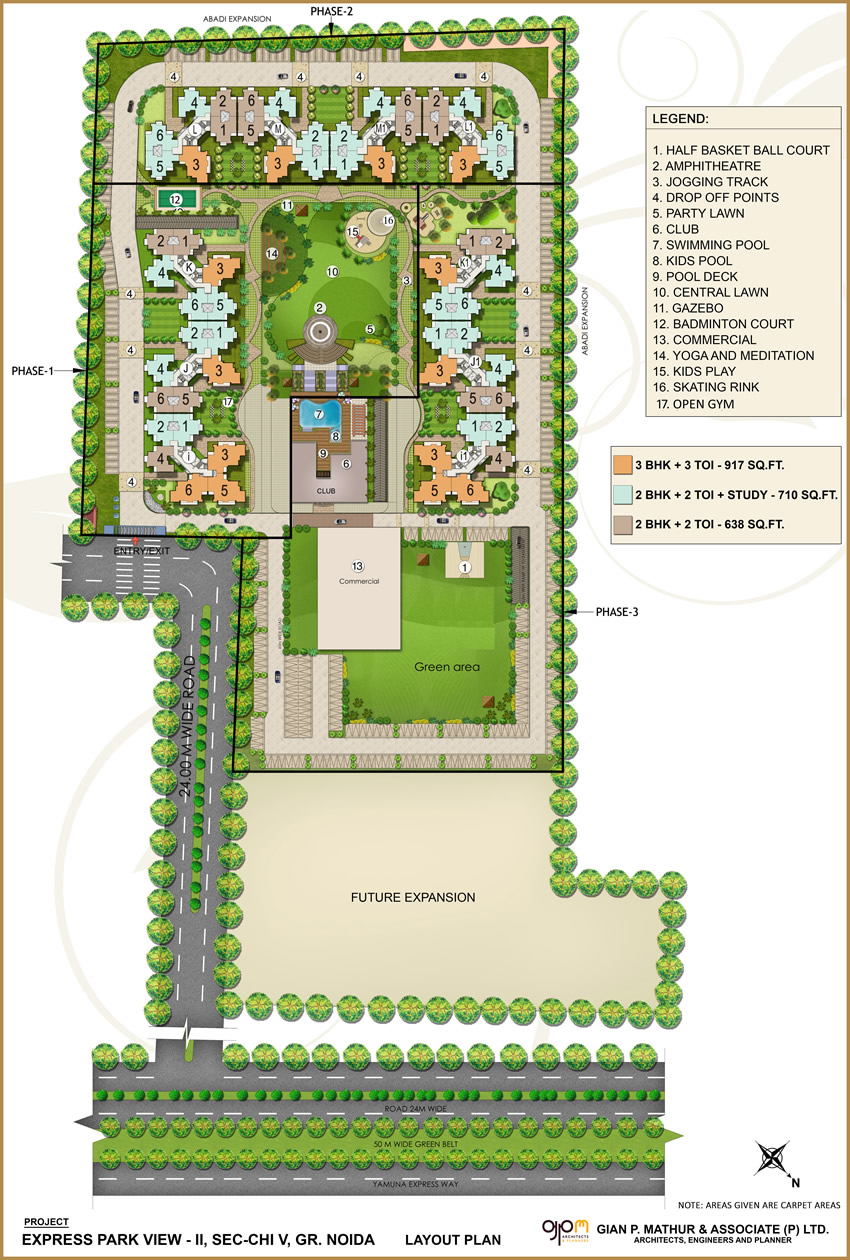 PHASE-2
ABADI EXPANSION
LEGEND:
1. HALF BASKET BALL COURT
2. AMPHITHEATRE
3. JOGGING TRACK
4. DROP OFF POINTS
5. PARTY LAWN
6. CLUB
7. SWIMMING POOL
8. KIDS POOL
9. POOL DECK
10. CENTRAL LAWN
11. GAZEBO
12. BADMINTON COURT
13. COMMERCIAL
14. YOGA AND MEDITATION
15. KIDS PLAY
16. SKATING RINK
17. OPEN GYM
3 BHK + 3 TOI - 917 SQ.FT.
2 BHK + 2 TOI + STUDY - 710 SQ.FT.
2 BHK + 2 TOI - 638 SQ.FT.
4 4 4 4
4 2 6 4 4 6 2 4
6 L 1 5 M 2 2 M1 5 1 L1 6
5 3 3 1 1 3 3 5
12 11 16
15
2 1 14 1 2
K 3 10 3 K1
4 3 4
4 4
6 5 2 5 6
2 1 5 1 2
4 4
ABADI EXPANSION
PHASE-1
4 J 3 3 J1 4
6 5 17 7 5 6
2 1 8 1 2
4 i 3 9 6 3 i1 4
4 6 5 CLUB 5 6 4
ENTRY/EXIT
13
Commercial
1
PHASE-3
Green area
24.00 M WIDE ROAD
FUTURE EXPANSION
ROAD 24M WIDE
50 M WIDE GREEN BELT
YAMUNA EXPRESS WAY
N
NOTE: AREAS GIVEN ARE CARPET AREAS
PROJECT
EXPRESS PARK VIEW - II, SEC-CHI V, GR. NOIDA LAYOUT PLAN
gpm
ARCHITECTS
& PLANNERS
GIAN P. MATHUR & ASSOCIATE (P) LTD.
ARCHITECTS, ENGINEERS AND PLANNER